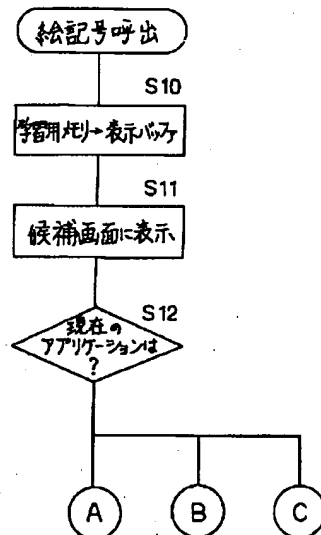 絵記号呼出
S10
学習用メモリ→表示バッファ
S11
候補画面に表示
S12
現在の
アプリケーションは
?
A
B
C